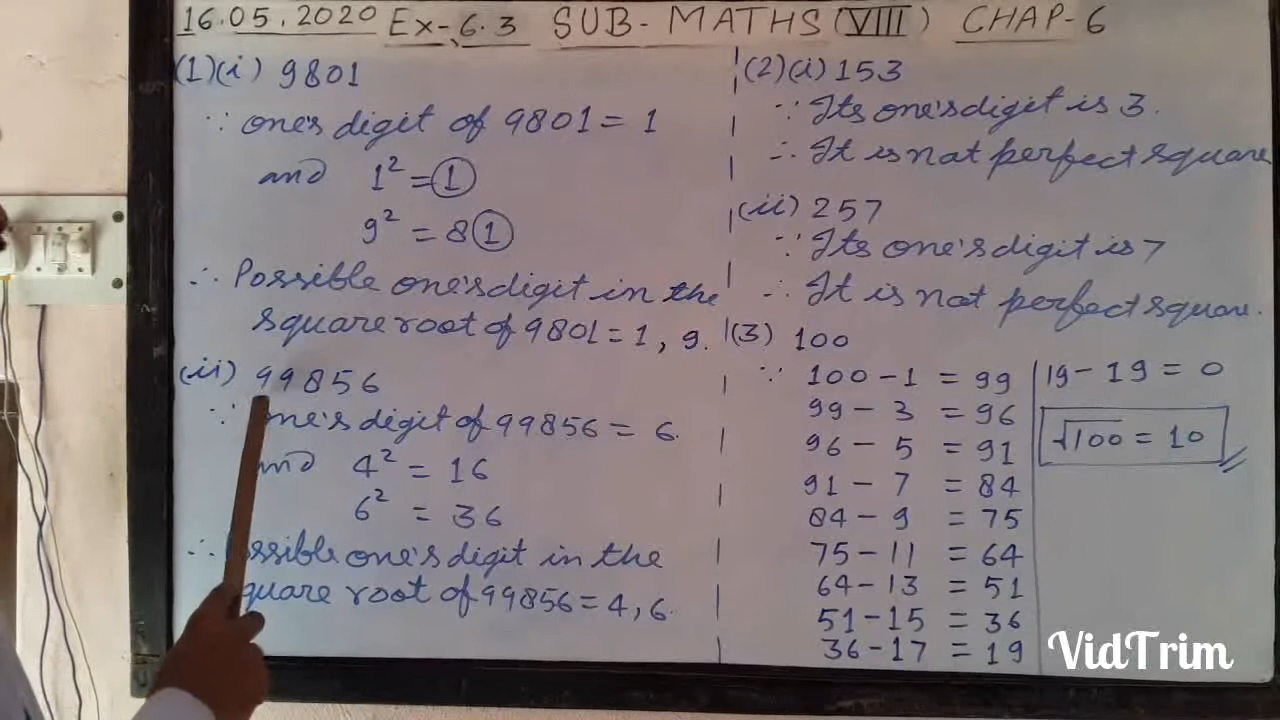 16.05.2020 Ex-6.3 SUB- MATHS (VIII) CHAP-6
(1)(i) 9801
∵ one's digit of 9801 = 1
and 1² = 1
9² = 81
∴ Possible one's digit in the
square root of 9801 = 1, 9.
(ii) 99856
∵ one's digit of 99856 = 6.
and 4² = 16
6² = 36
∴ Possible one's digit in the
square root of 99856 = 4, 6.
(2)(i) 153
∵ Its one's digit is 3.
∴ It is not perfect square
(ii) 257
∵ Its one's digit is 7
∴ It is not perfect square.
(3) 100
∵ 100 - 1 = 99
99 - 3 = 96
96 - 5 = 91
91 - 7 = 84
84 - 9 = 75
75 - 11 = 64
64 - 13 = 51
51 - 15 = 36
36 - 17 = 19
19 - 19 = 0
√100 = 10
VidTrim